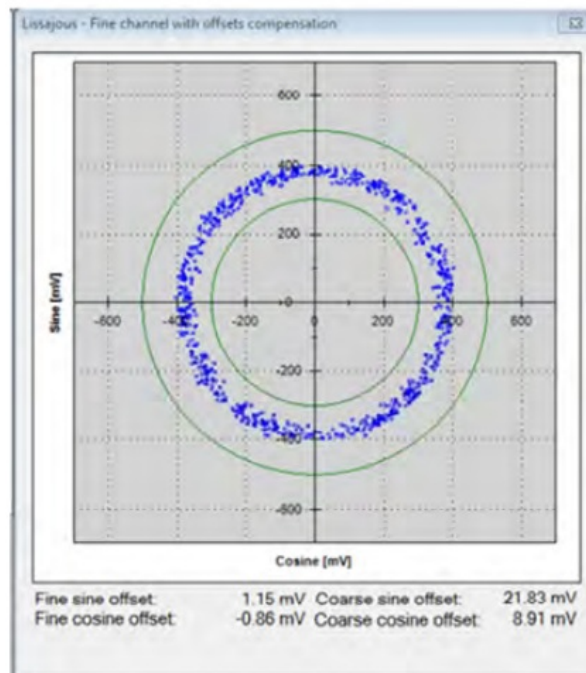 Lissajous - Fine channel with offsets compensation
600
400
200
-600 -400 -200 0 0 200 400 600
-200
-400
-600
Sine [mV]
Cosine [mV]
Fine sine offset: 1.15 mV Coarse sine offset: 21.83 mV
Fine cosine offset: -0.86 mV Coarse cosine offset: 8.91 mV